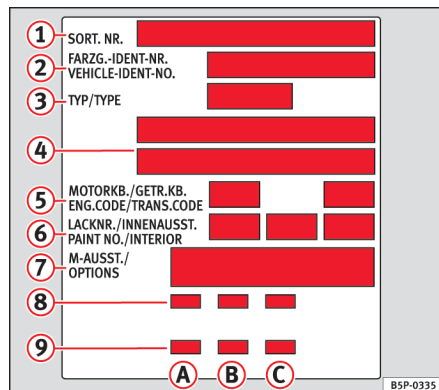 1 SORT. NR.
2 FARZG.-IDENT-NR.
VEHICLE-IDENT-NO.
3 TYP/TYPE
4
5 MOTORKB./GETR.KB.
ENG.CODE/TRANS.CODE
6 LACKNR./INNENAUSST.
PAINT NO./INTERIOR
7 M-AUSST./
OPTIONS
8
9
A B C
B5P-0335